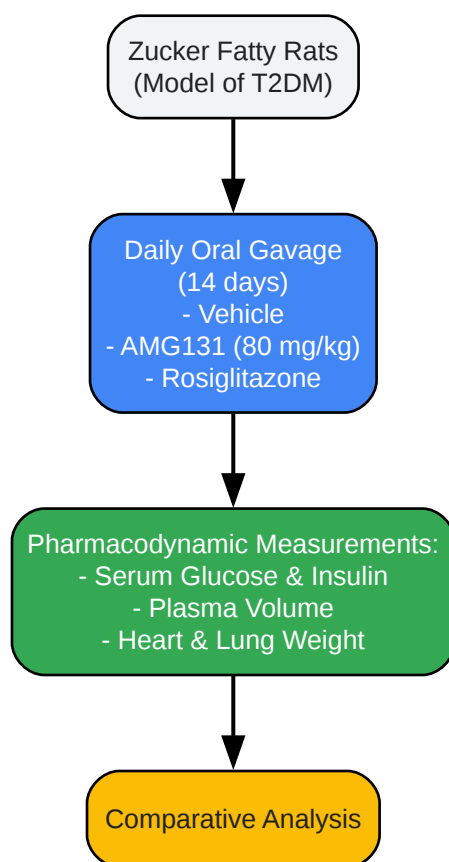 Zucker Fatty Rats
(Model of T2DM)
Daily Oral Gavage
(14 days)
- Vehicle
- AMG131 (80 mg/kg)
- Rosiglitazone
Pharmacodynamic Measurements:
- Serum Glucose & Insulin
- Plasma Volume
- Heart & Lung Weight
Comparative Analysis